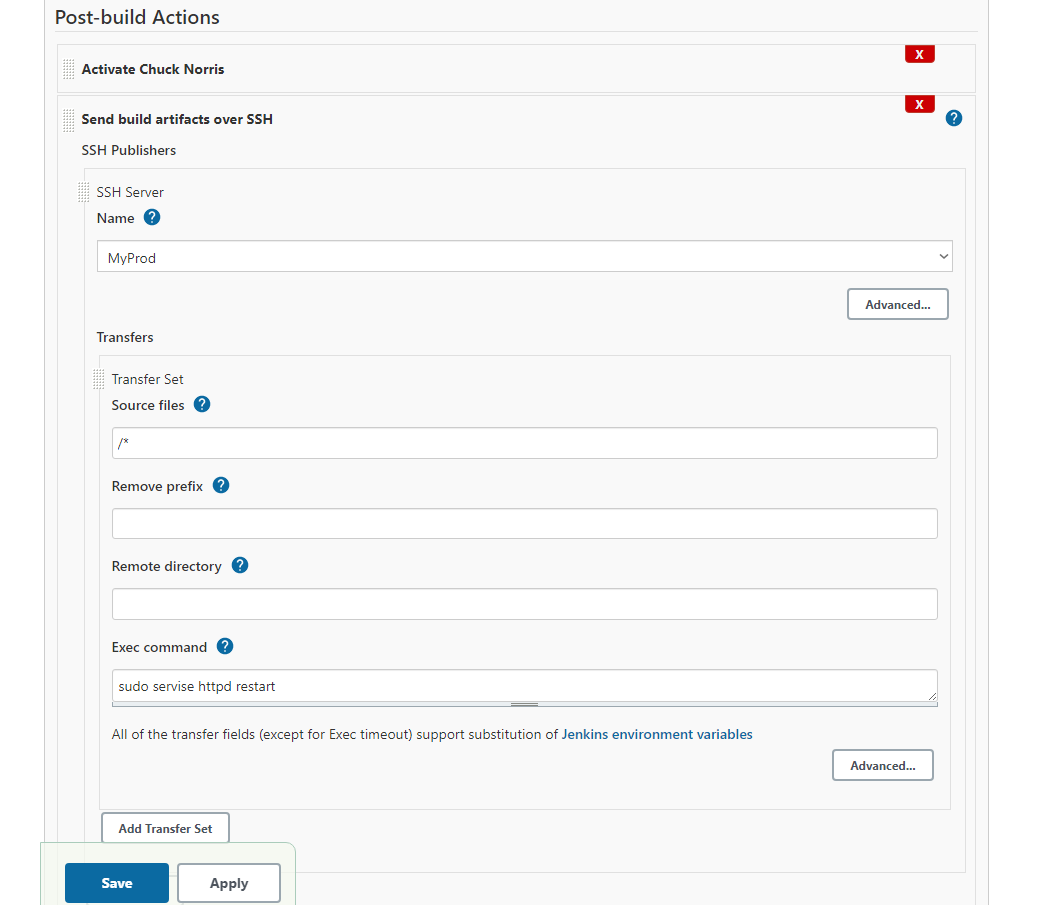 Post-build Actions
X
Activate Chuck Norris
X
Send build artifacts over SSH
?
SSH Publishers
SSH Server
Name ?
MyProd
Advanced...
Transfers
Transfer Set
Source files ?
/*
Remove prefix ?
Remote directory ?
Exec command ?
sudo servise httpd restart
All of the transfer fields (except for Exec timeout) support substitution of Jenkins environment variables
Advanced...
Add Transfer Set
Save Apply